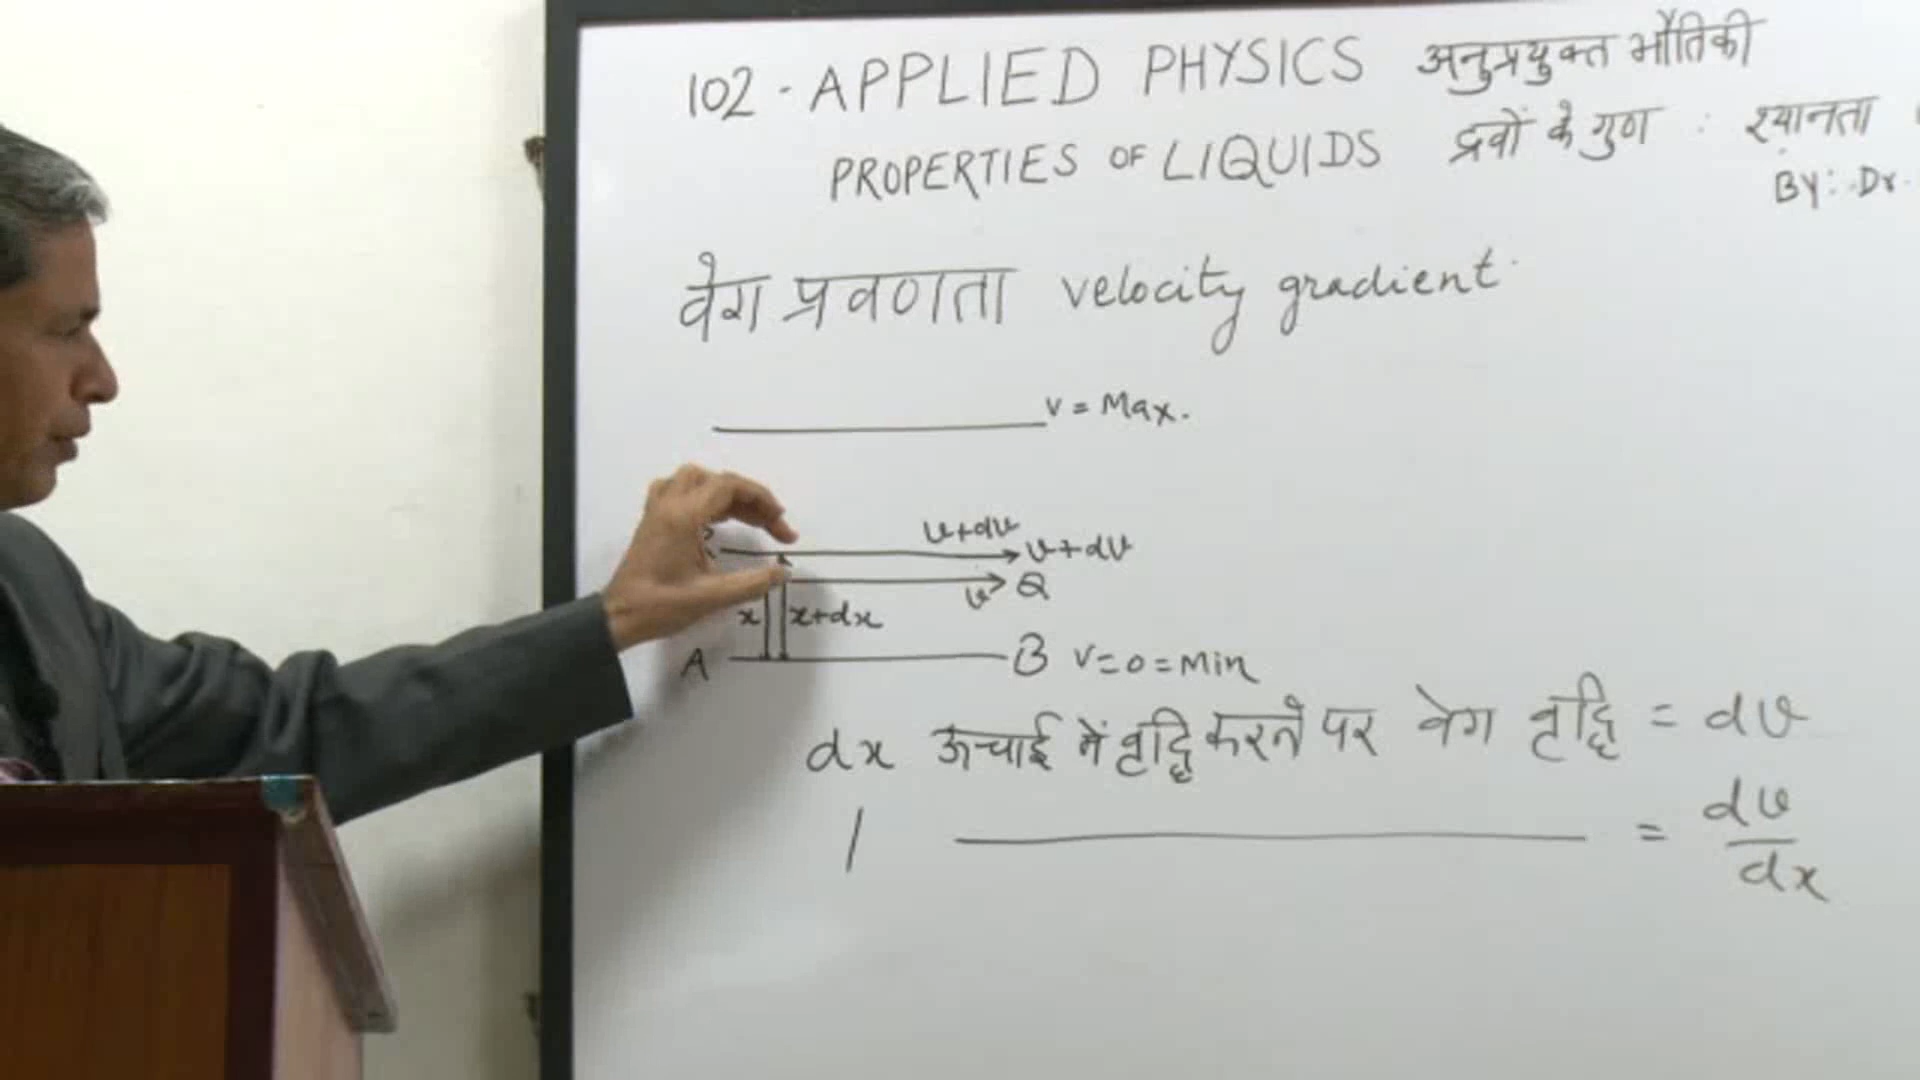 102 - APPLIED PHYSICS अनुप्रयुक्त भौतिकी
PROPERTIES OF LIQUIDS द्रवों के गुण : श्यानता
BY: Dr.
वेग प्रवणता velocity gradient
v = Max.
v+dv
v+dv
v Q
x x+dx
A B v=0=Min
dx ऊचाई में वृद्धि करने पर वेग वृद्धि = dv
1 = dv
dx